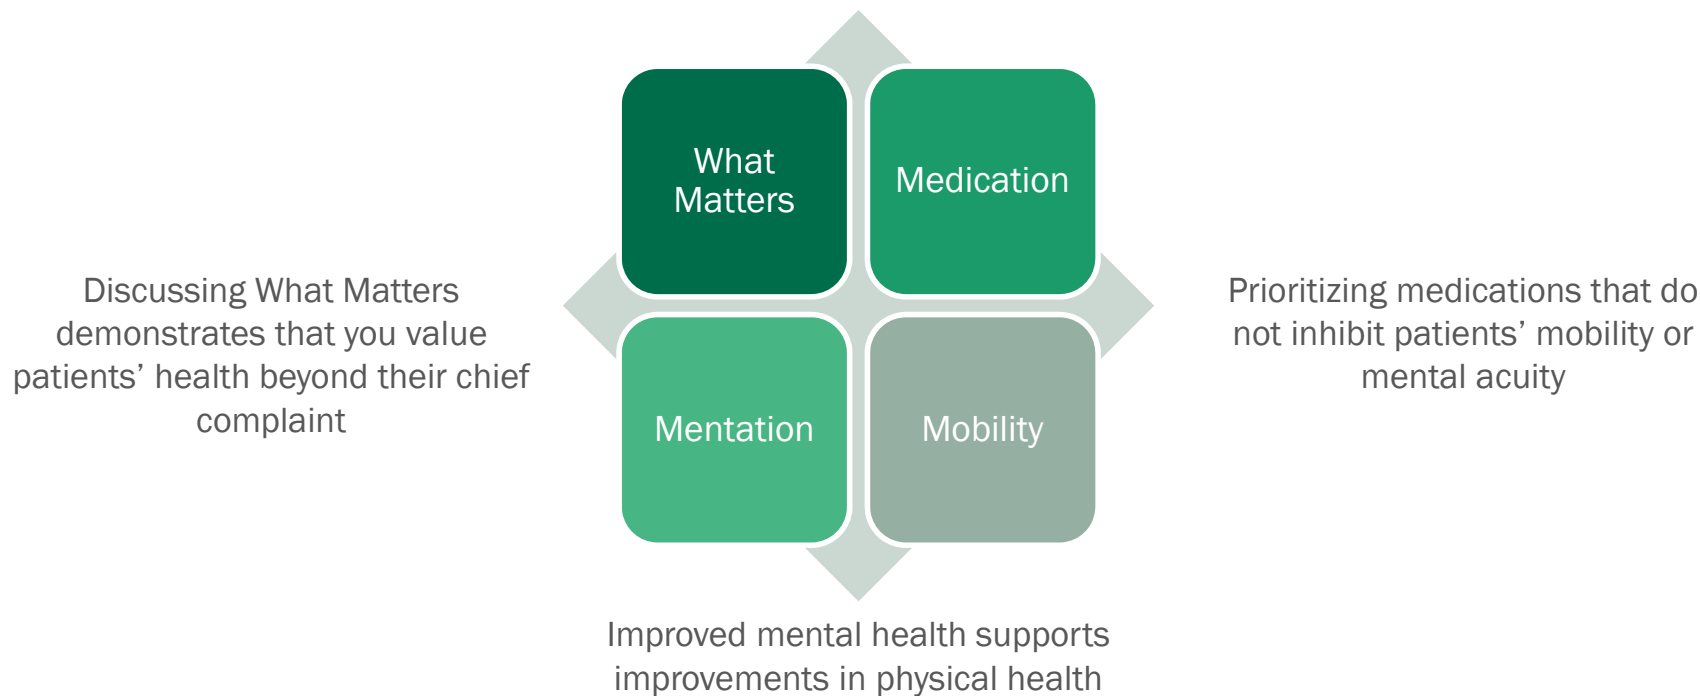 What
Matters
Medication
Discussing What Matters
demonstrates that you value
patients’ health beyond their chief
complaint
Prioritizing medications that do
not inhibit patients’ mobility or
mental acuity
Mentation
Mobility
Improved mental health supports
improvements in physical health